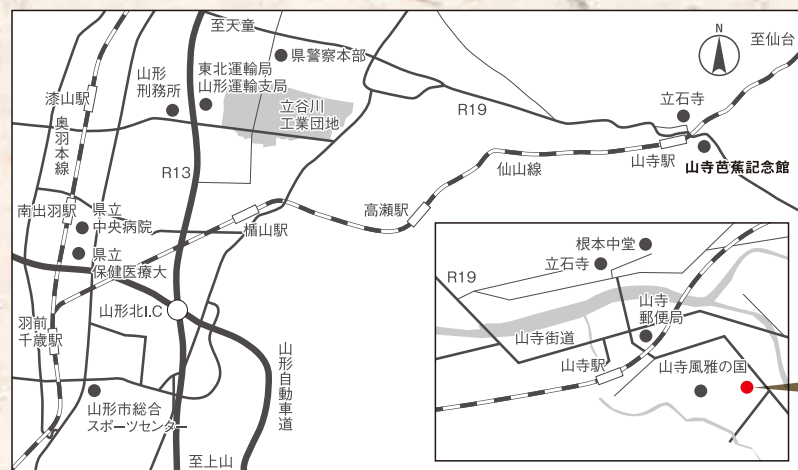 至天童
県警察本部
N
至仙台
山形
刑務所
東北運輸局
山形運輸支局
漆山駅
立谷川
工業団地
R19
立石寺
奥羽本線
R13
仙山線
山寺駅
山寺芭蕉記念館
南出羽駅
県立
中央病院
楯山駅
高瀬駅
県立
保健医療大
山形北I.C
羽前
千歳駅
山形自動車道
山形市総合
スポーツセンター
至上山
根本中堂
立石寺
R19
山寺
郵便局
山寺街道
山寺駅
山寺風雅の国